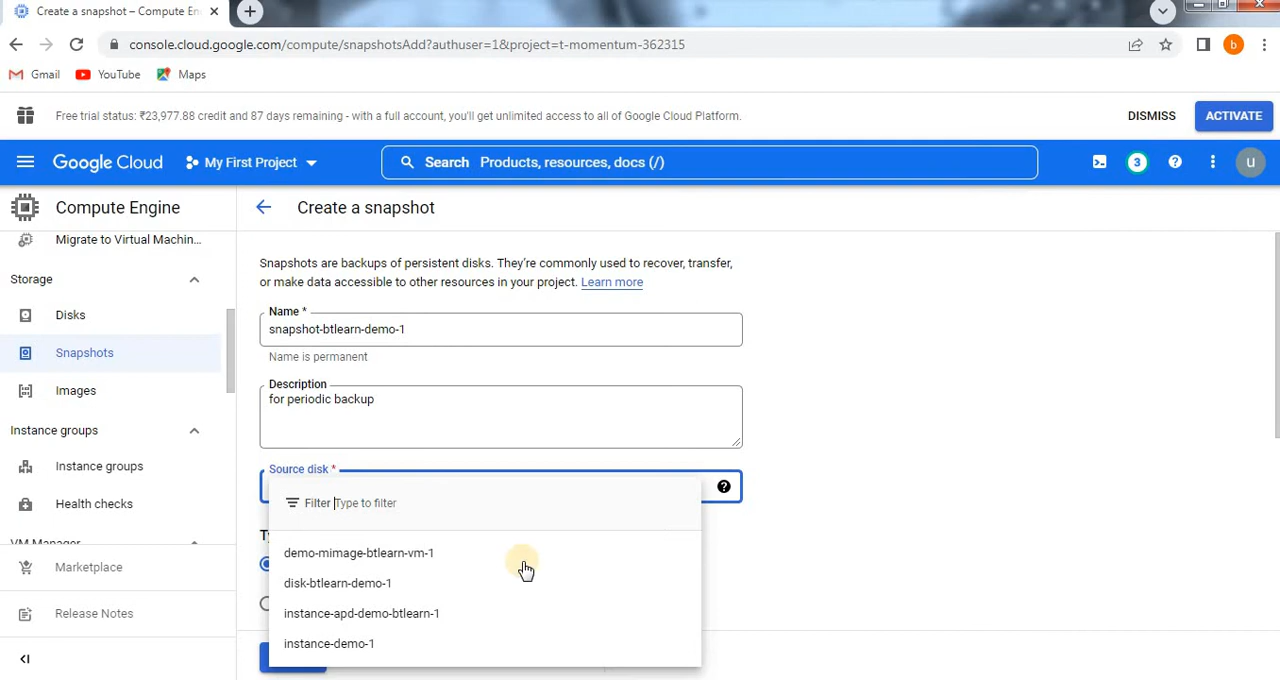 Create a snapshot – Compute En
console.cloud.google.com/compute/snapshotsAdd?authuser=1&project=t-momentum-362315
b
Gmail YouTube Maps
Free trial status: ₹23,977.88 credit and 87 days remaining - with a full account, you'll get unlimited access to all of Google Cloud Platform.
DISMISS
ACTIVATE
Google Cloud
My First Project
Search Products, resources, docs (/)
3
u
Compute Engine
Create a snapshot
Migrate to Virtual Machin...
Storage
Disks
Snapshots
Images
Instance groups
Instance groups
Health checks
VM Manager
Marketplace
Release Notes
Snapshots are backups of persistent disks. They're commonly used to recover, transfer,
or make data accessible to other resources in your project. Learn more
Name *
snapshot-btlearn-demo-1
Name is permanent
Description
for periodic backup
Source disk *
Filter Type to filter
demo-mimage-btlearn-vm-1
disk-btlearn-demo-1
instance-apd-demo-btlearn-1
instance-demo-1